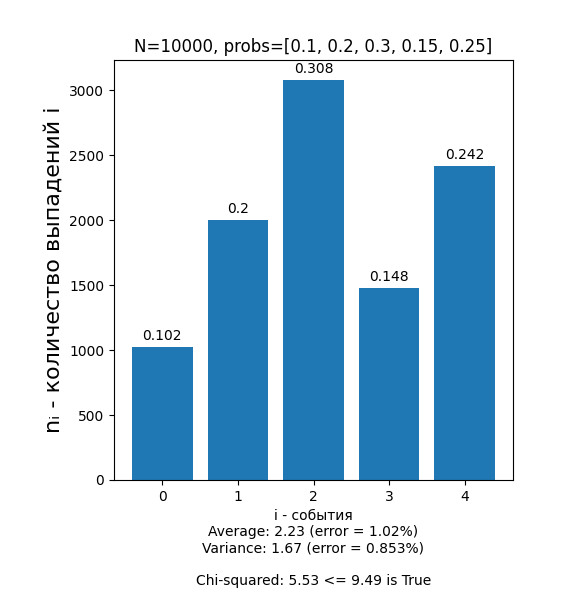 N=10000, probs=[0.1, 0.2, 0.3, 0.15, 0.25]
nᵢ - количество выпадений i
3000
2500
2000
1500
1000
500
0
0.102
0.2
0.308
0.148
0.242
0 1 2 3 4
i - события
Average: 2.23 (error = 1.02%)
Variance: 1.67 (error = 0.853%)
Chi-squared: 5.53 <= 9.49 is True